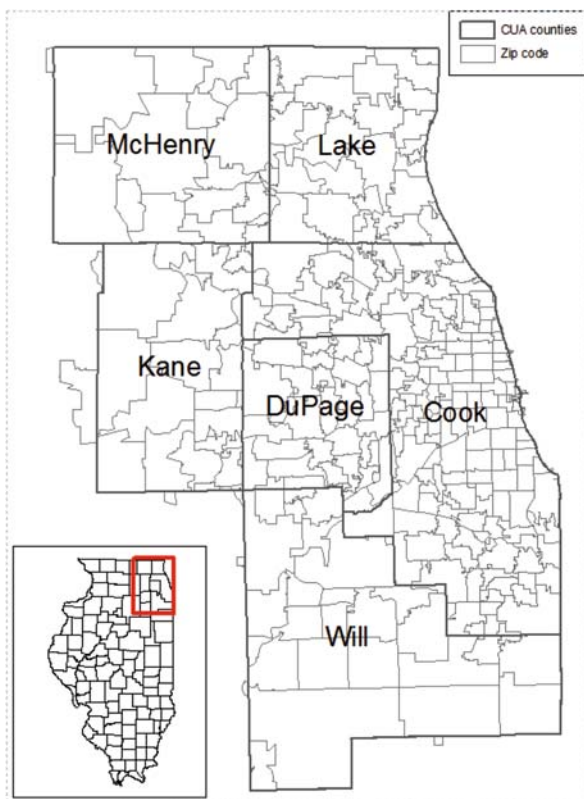 CUA counties
Zip code
McHenry
Lake
Kane
DuPage
Cook
Will